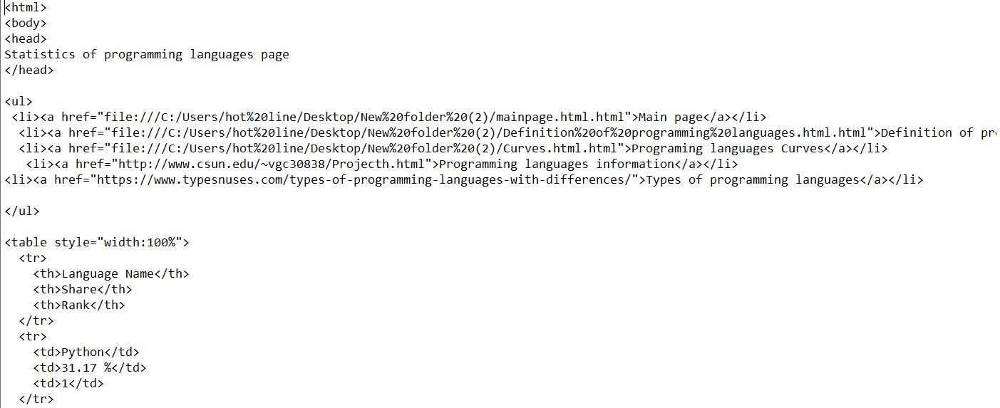 <html>
<body>
<head>
Statistics of programming languages page
</head>
<ul>
<li><a href="file:///C:/Users/hot%20line/Desktop/New%20folder%20(2)/mainpage.html.html">Main page</a></li>
<li><a href="file:///C:/Users/hot%20line/Desktop/New%20folder%20(2)/Definition%20of%20programming%20languages.html.html">Definition of
<li><a href="file:///C:/Users/hot%20line/Desktop/New%20folder%20(2)/Curves.html.html">Programing languages Curves</a></li>
<li><a href="http://www.csun.edu/~vgc30838/Projecth.html">Programming languages information</a></li>
<li><a href="https://www.typesnuses.com/types-of-programming-languages-with-differences/">Types of programming languages</a></li>
</ul>
<table style="width:100%">
<tr>
<th>Language Name</th>
<th>Share</th>
<th>Rank</th>
</tr>
<tr>
<td>Python</td>
<td>31.17 %</td>
<td>1</td>
</tr>